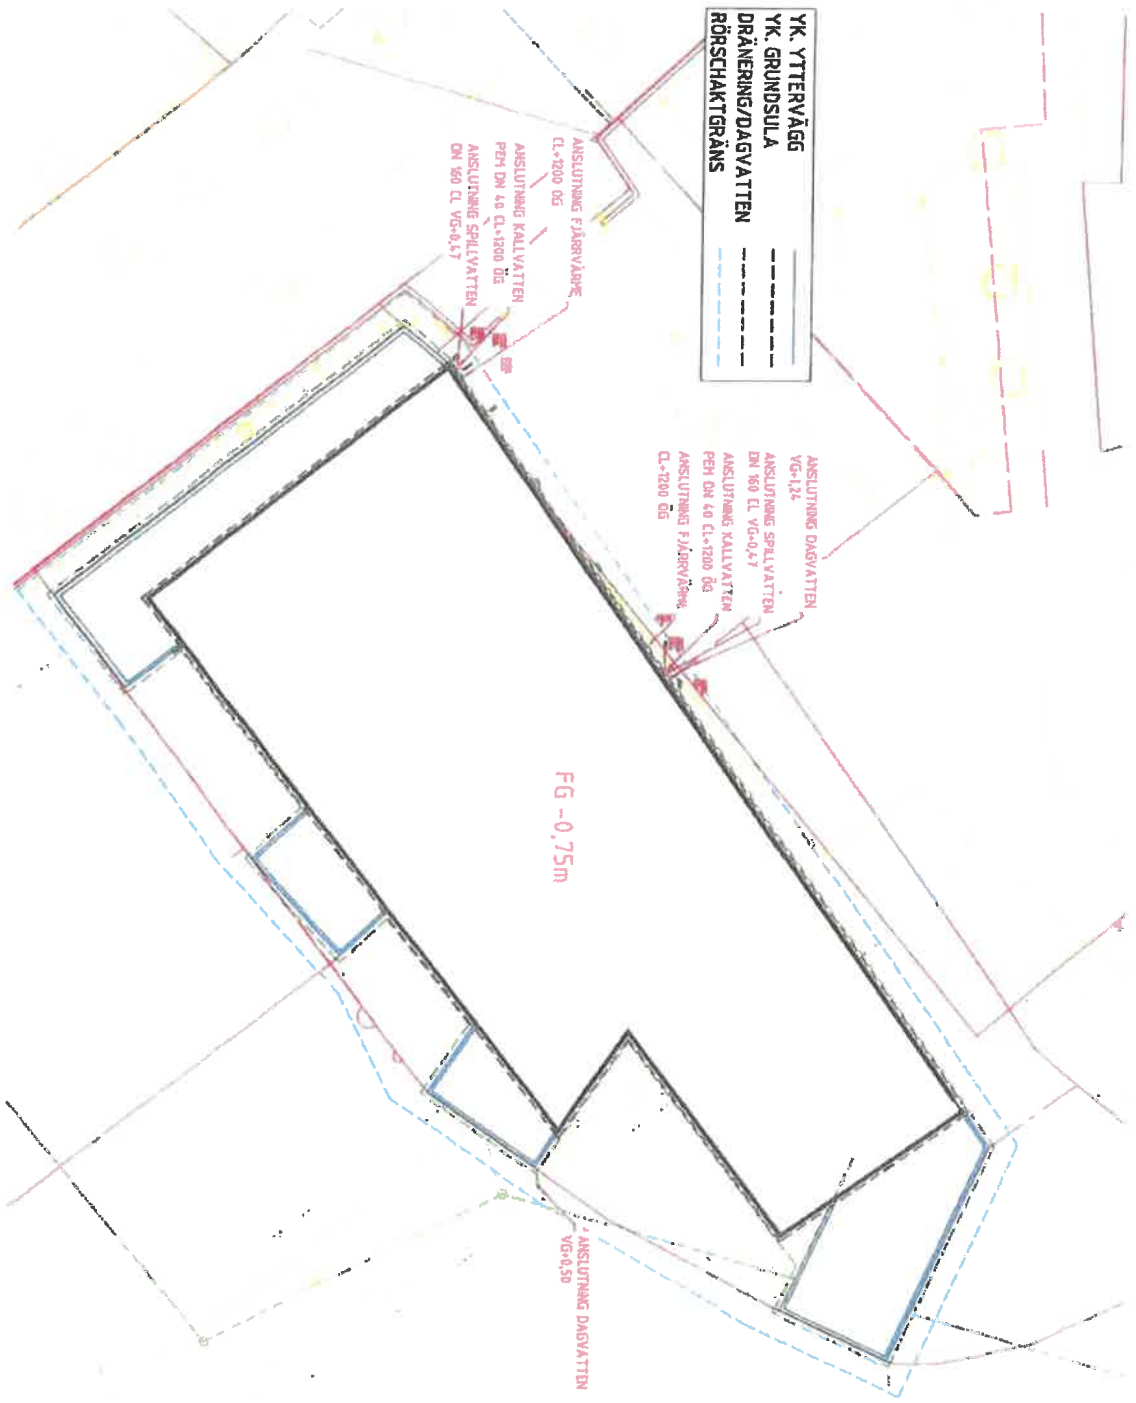 YK. YTTERVÄGG
YK. GRUNDSULA
DRÄNERING/DAGVATTEN
RÖRSCHAKTGRÄNS
ANSLUTNING FJÄRRVÄRME
CL+1200 ÖG
ANSLUTNING KALLVATTEN
PEM DN 40 CL+1200 ÖG
ANSLUTNING SPILLVATTEN
DN 160 CL VG+0,47
ANSLUTNING DAGVATTEN
VG+1,24
ANSLUTNING SPILLVATTEN
DN 160 CL VG+0,47
ANSLUTNING KALLVATTEN
PEM DN 40 CL+1200 ÖG
ANSLUTNING FJÄRRVÄRME
CL+1200 ÖG
FG -0,75m
ANSLUTNING DAGVATTEN
VG+0,50